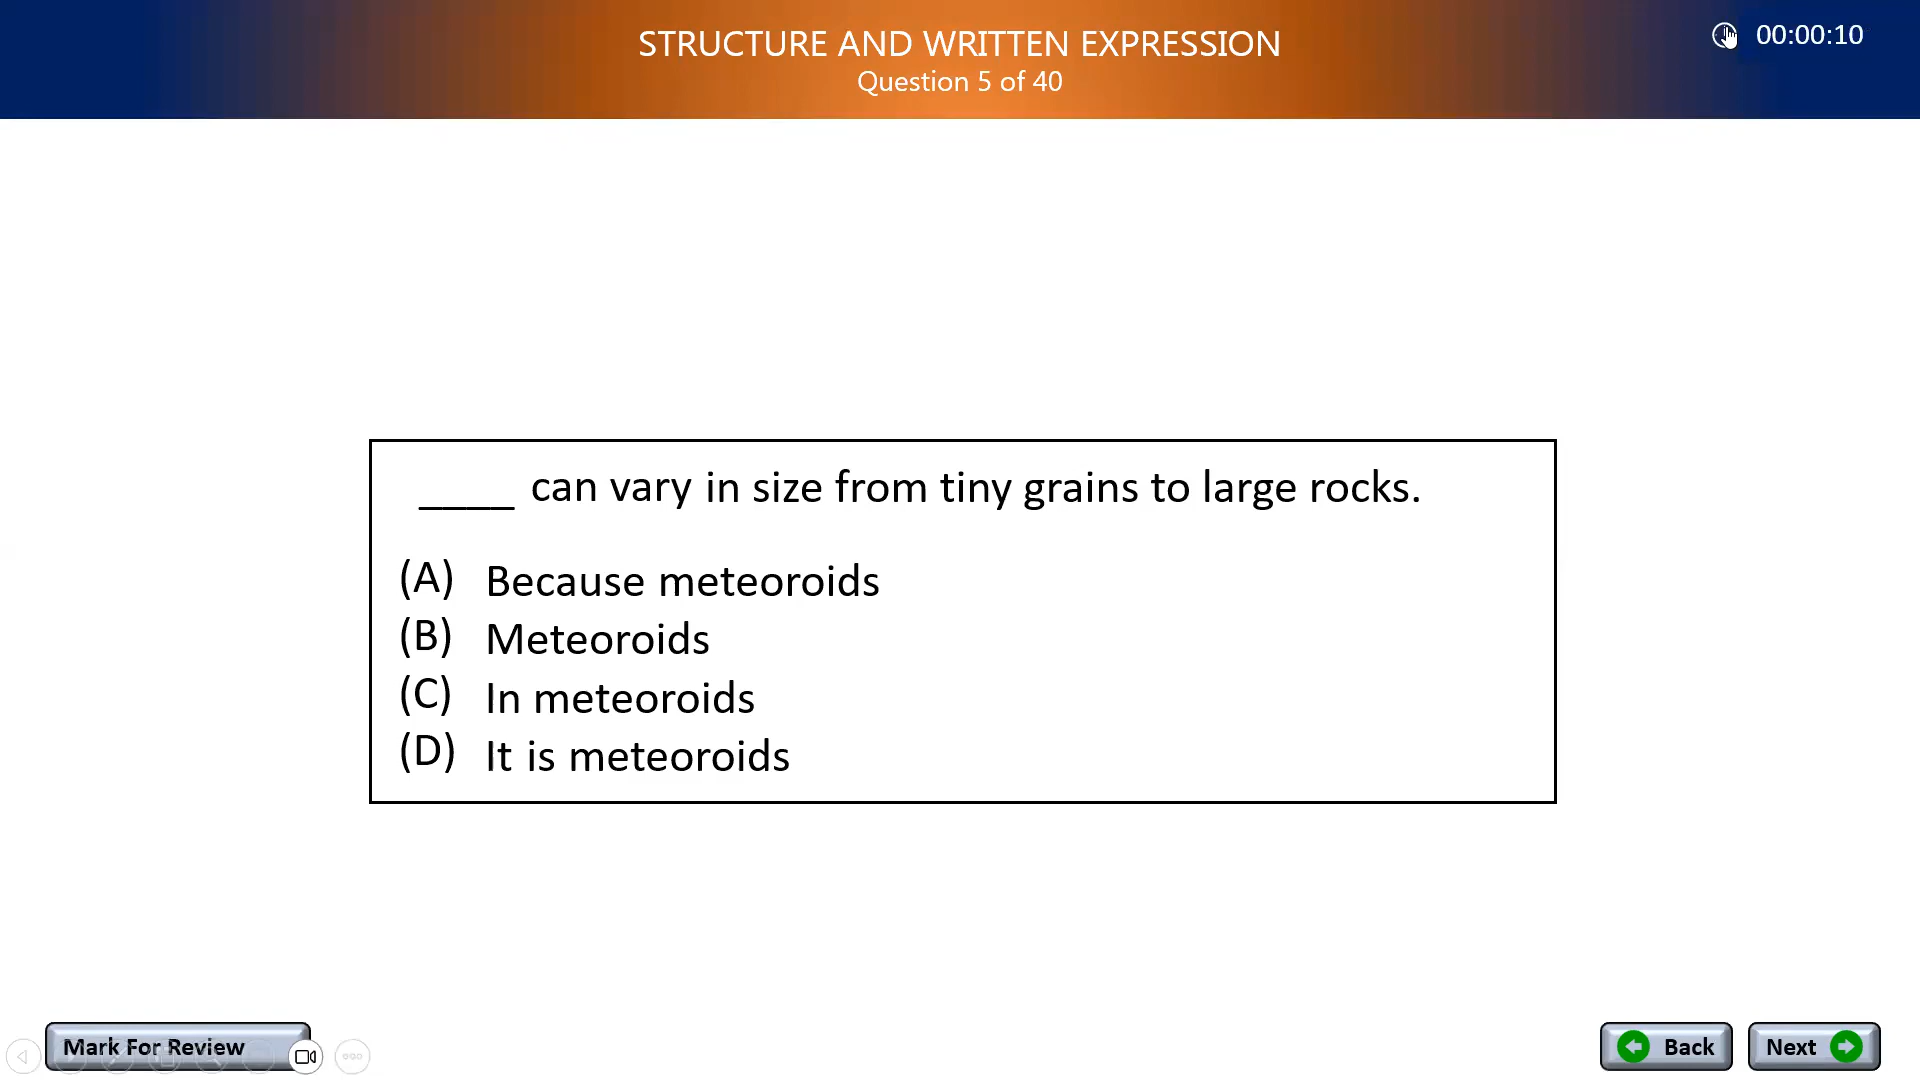 STRUCTURE AND WRITTEN EXPRESSION
Question 5 of 40
00:00:10
____ can vary in size from tiny grains to large rocks.
(A) Because meteoroids
(B) Meteoroids
(C) In meteoroids
(D) It is meteoroids
Mark For Review
Back
Next